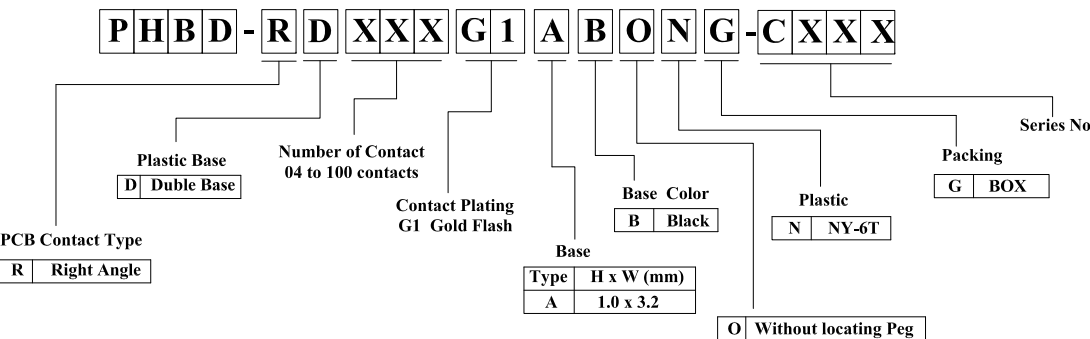 PHBD-RDXXXG1ABONG-CXXX
Series No
Number of Contact
04 to 100 contacts
Plastic Base
D Duble Base
Packing
G BOX
Contact Plating
G1 Gold Flash
Base Color
B Black
Plastic
N NY-6T
PCB Contact Type
R Right Angle
Base
Type H x W (mm)
A 1.0 x 3.2
O Without locating Peg